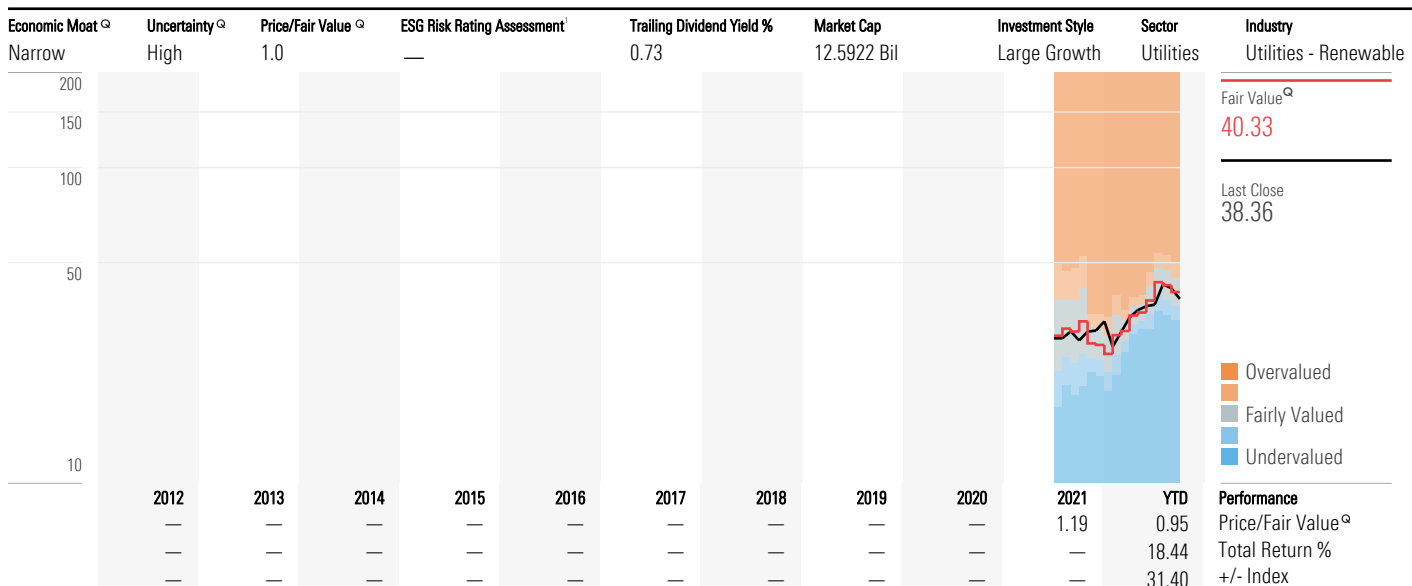 Economic Moat Q Uncertainty Q Price/Fair Value Q ESG Risk Rating Assessment¹ Trailing Dividend Yield % Market Cap Investment Style Sector Industry
Narrow High 1.0 — 0.73 12.5922 Bil Large Growth Utilities Utilities - Renewable
200
150
100
50
10
Fair Value Q
40.33
Last Close
38.36
Overvalued
Fairly Valued
Undervalued
2012 2013 2014 2015 2016 2017 2018 2019 2020 2021 YTD Performance
— — — — — — — — — 1.19 0.95 Price/Fair Value Q
— — — — — — — — — — 18.44 Total Return %
— — — — — — — — — — 31.40 +/- Index